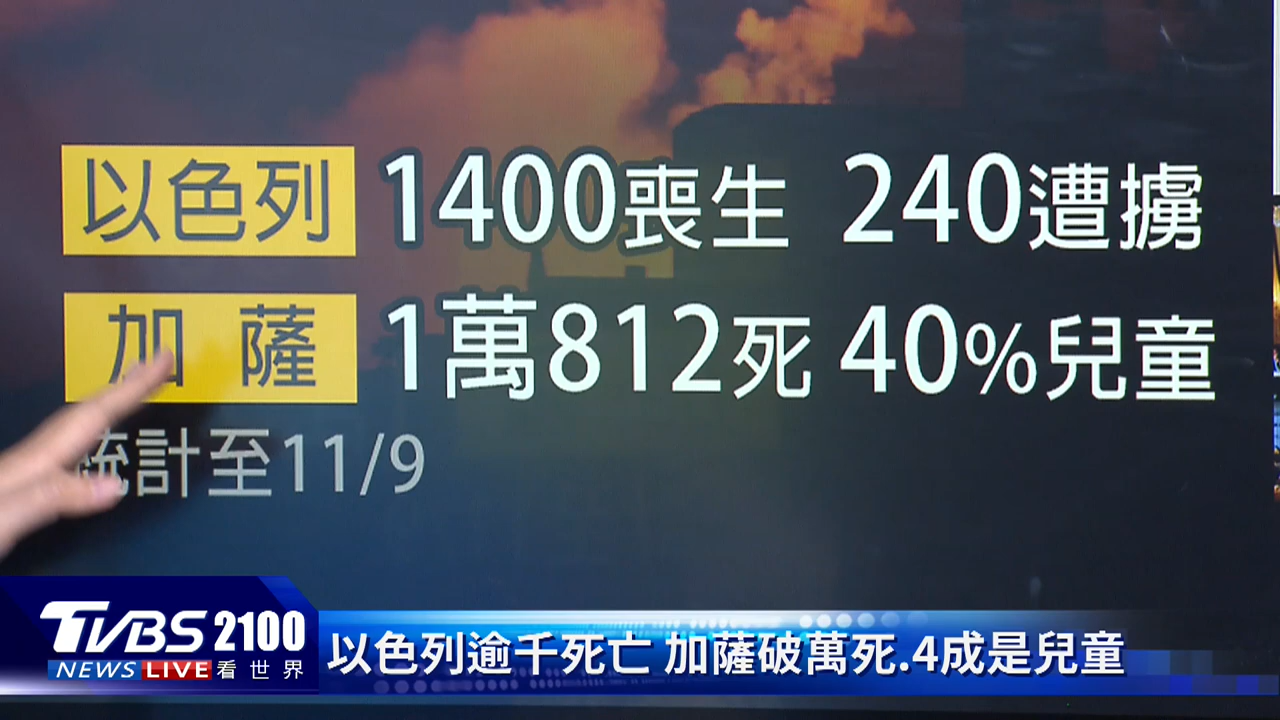 以色列 1400喪生 240遭擄
加薩 1萬812死 40%兒童
統計至11/9
TVBS 2100
NEWS LIVE 看世界
以色列逾千死亡 加薩破萬死.4成是兒童